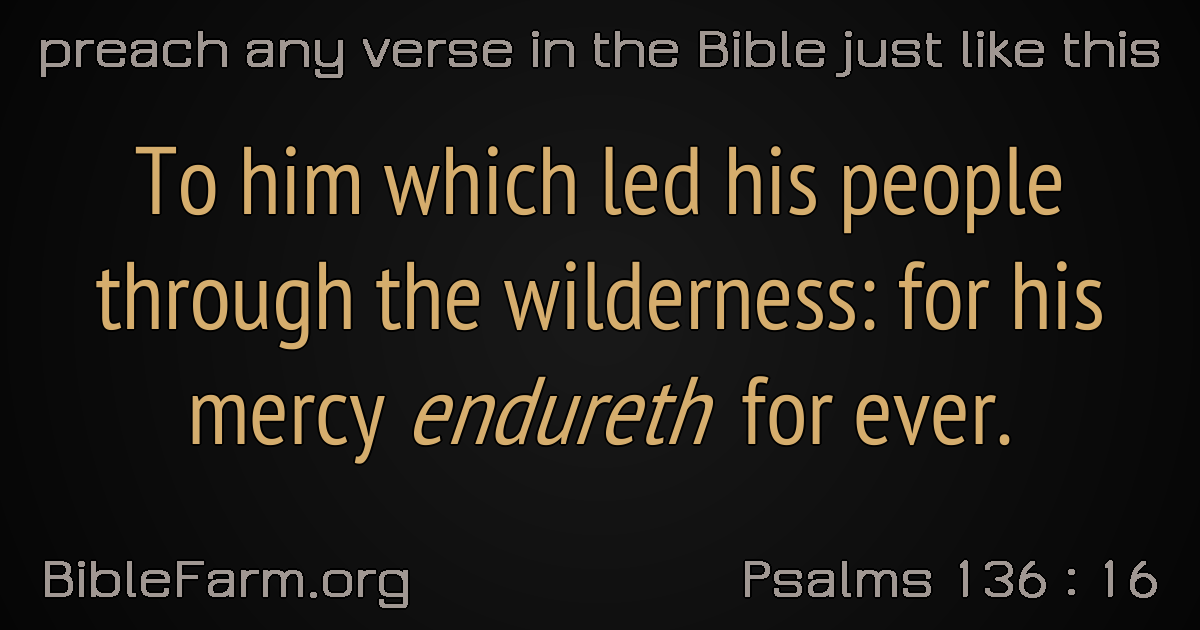 preach any verse in the Bible just like this
To him which led his people
through the wilderness: for his
mercy endureth for ever.
BibleFarm.org
Psalms 136 : 16